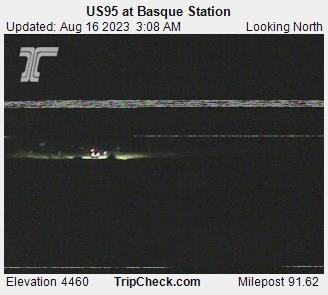 US95 at Basque Station
Updated: Aug 16 2023 3:08 AM Looking North
Elevation 4460 TripCheck.com Milepost 91.62